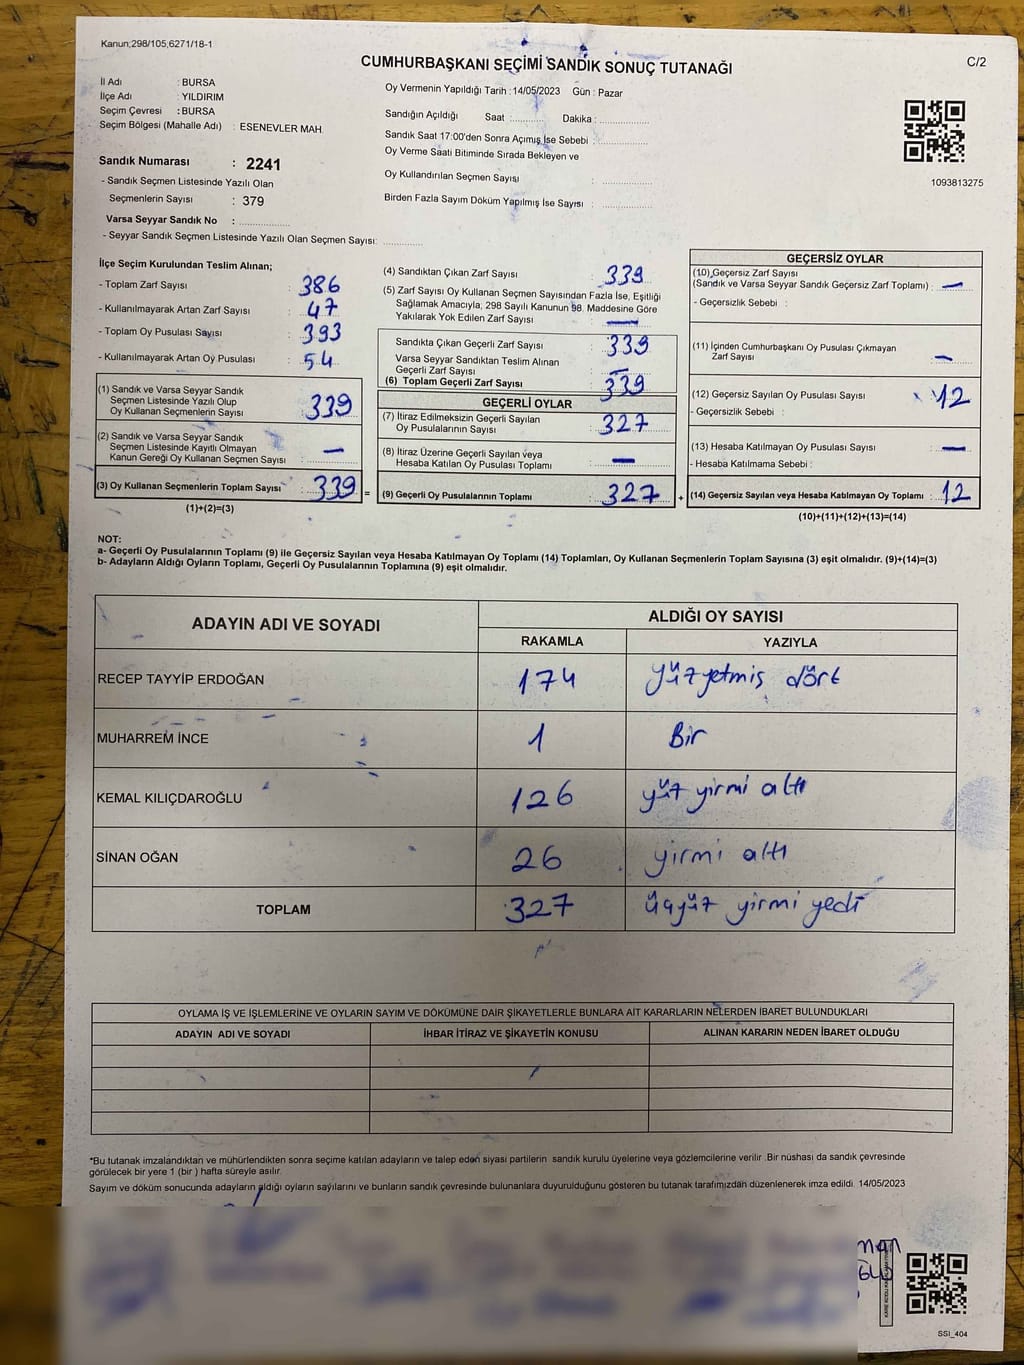 Kanun;298/105;6271/18-1
CUMHURBAŞKANI SEÇİMİ SANDIK SONUÇ TUTANAĞI
C/2
İl Adı : BURSA
İlçe Adı : YILDIRIM
Seçim Çevresi : BURSA
Seçim Bölgesi (Mahalle Adı) : ESENEVLER MAH.
Sandık Numarası : 2241
- Sandık Seçmen Listesinde Yazılı Olan
Seçmenlerin Sayısı : 379
Varsa Seyyar Sandık No : ..............
- Seyyar Sandık Seçmen Listesinde Yazılı Olan Seçmen Sayısı: ............
Oy Vermenin Yapıldığı Tarih : 14/05/2023 Gün : Pazar
Sandığın Açıldığı Saat :............ Dakika :..............
Sandık Saat 17:00'den Sonra Açımış İse Sebebi :..............
Oy Verme Saati Bitiminde Sırada Bekleyen ve
Oy Kullandırılan Seçmen Sayısı : ..............
Birden Fazla Sayım Döküm Yapılmış İse Sayısı : ..............
1093813275
İlçe Seçim Kurulundan Teslim Alınan;
- Toplam Zarf Sayısı : 386
- Kullanılmayarak Artan Zarf Sayısı : 47
- Toplam Oy Pusulası Sayısı : 393
- Kullanılmayarak Artan Oy Pusulası : 54
(1) Sandık ve Varsa Seyyar Sandık
Seçmen Listesinde Yazılı Olup
Oy Kullanan Seçmenlerin Sayısı : 339
(2) Sandık ve Varsa Seyyar Sandık
Seçmen Listesinde Kayıtlı Olmayan
Kanun Gereği Oy Kullanan Seçmen Sayısı : —
(3) Oy Kullanan Seçmenlerin Toplam Sayısı : 339 =
(1)+(2)=(3)
(4) Sandıktan Çıkan Zarf Sayısı : 339
(5) Zarf Sayısı Oy Kullanan Seçmen Sayısından Fazla İse, Eşitliği
Sağlamak Amacıyla, 298 Sayılı Kanunun 98. Maddesine Göre
Yakılarak Yok Edilen Zarf Sayısı : —
Sandıkta Çıkan Geçerli Zarf Sayısı : 339
Varsa Seyyar Sandıktan Teslim Alınan
Geçerli Zarf Sayısı : —
(6) Toplam Geçerli Zarf Sayısı : 339
GEÇERLİ OYLAR
(7) İtiraz Edilmeksizin Geçerli Sayılan
Oy Pusulalarının Sayısı : 327
(8) İtiraz Üzerine Geçerli Sayılan veya
Hesaba Katılan Oy Pusulası Toplamı : —
(9) Geçerli Oy Pusulalarının Toplamı : 327 +
GEÇERSİZ OYLAR
(10) Geçersiz Zarf Sayısı
(Sandık ve Varsa Seyyar Sandık Geçersiz Zarf Toplamı) : —
- Geçersizlik Sebebi :
(11) İçinden Cumhurbaşkanı Oy Pusulası Çıkmayan
Zarf Sayısı : —
(12) Geçersiz Sayılan Oy Pusulası Sayısı : 12
- Geçersizlik Sebebi :
(13) Hesaba Katılmayan Oy Pusulası Sayısı : —
- Hesaba Katılmama Sebebi :
(14) Geçersiz Sayılan veya Hesaba Katılmayan Oy Toplamı : 12
(10)+(11)+(12)+(13)=(14)
NOT:
a- Geçerli Oy Pusulalarının Toplamı (9) ile Geçersiz Sayılan veya Hesaba Katılmayan Oy Toplamı (14) Toplamları, Oy Kullanan Seçmenlerin Toplam Sayısına (3) eşit olmalıdır. (9)+(14)=(3)
b- Adayların Aldığı Oyların Toplamı, Geçerli Oy Pusulalarının Toplamına (9) eşit olmalıdır.
ADAYIN ADI VE SOYADI
ALDIĞI OY SAYISI
RAKAMLA YAZIYLA
RECEP TAYYİP ERDOĞAN 174 yüzyetmiş dört
MUHARREM İNCE 1 Bir
KEMAL KILIÇDAROĞLU 126 yüz yirmi altı
SİNAN OĞAN 26 yirmi altı
TOPLAM 327 üçyüz yirmi yedi
OYLAMA İŞ VE İŞLEMLERİNE VE OYLARIN SAYIM VE DÖKÜMÜNE DAİR ŞİKAYETLERLE BUNLARA AİT KARARLARIN NELERDEN İBARET BULUNDUKLARI
ADAYIN ADI VE SOYADI İHBAR İTİRAZ VE ŞİKAYETİN KONUSU ALINAN KARARIN NEDEN İBARET OLDUĞU
*Bu tutanak imzalandıktan ve mühürlendikten sonra seçime katılan adayların ve talep eden siyasi partilerin sandık kurulu üyelerine veya gözlemcilerine verilir .Bir nüshası da sandık çevresinde
görülecek bir yere 1 (bir ) hafta süreyle asılır.
Sayım ve döküm sonucunda adayların aldığı oyların sayılarını ve bunların sandık çevresinde bulunanlara duyurulduğunu gösteren bu tutanak tarafımızdan düzenlenerek imza edildi. 14/05/2023
SSI_404